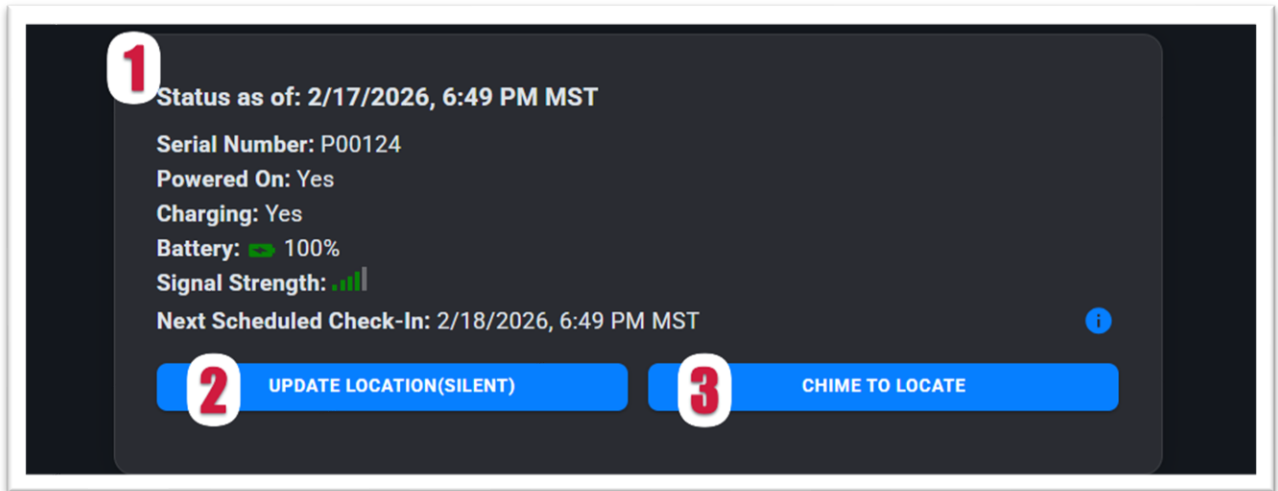 1
Status as of: 2/17/2026, 6:49 PM MST
Serial Number: P00124
Powered On: Yes
Charging: Yes
Battery: 100%
Signal Strength:
Next Scheduled Check-In: 2/18/2026, 6:49 PM MST
i
2 UPDATE LOCATION(SILENT)
3 CHIME TO LOCATE